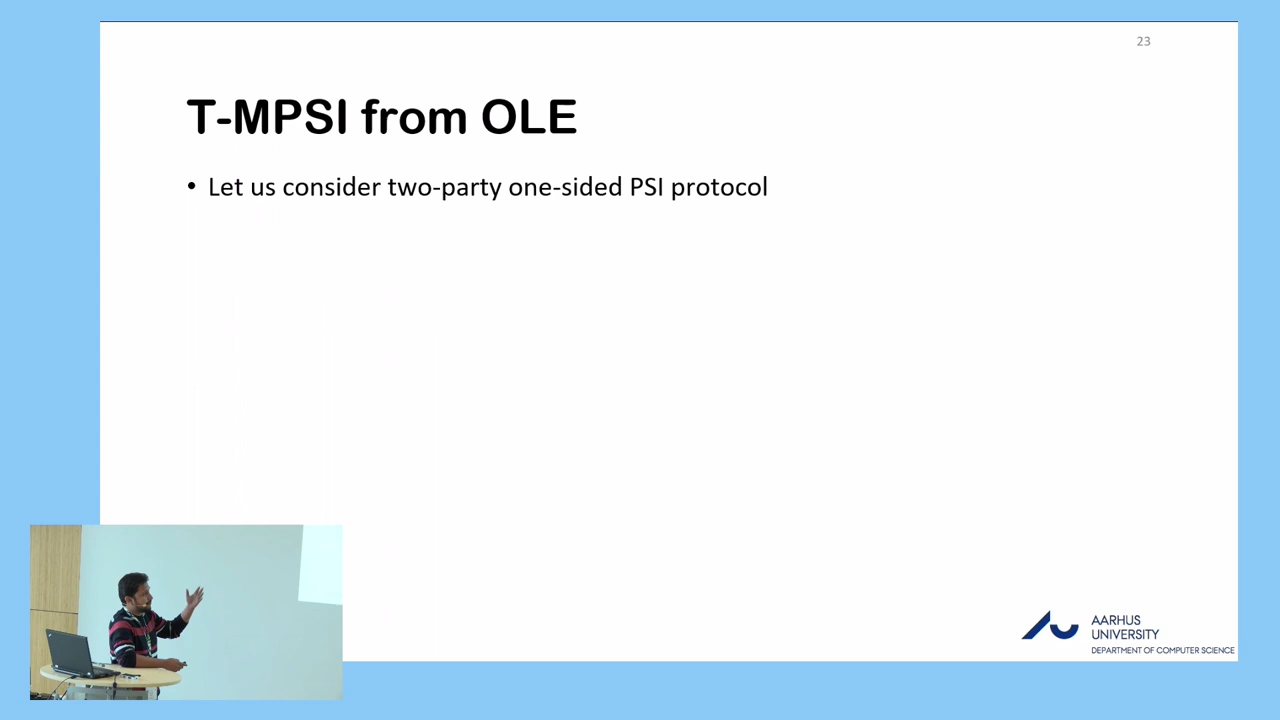 23
T-MPSI from OLE
• Let us consider two-party one-sided PSI protocol
AARHUS
UNIVERSITY
DEPARTMENT OF COMPUTER SCIENCE